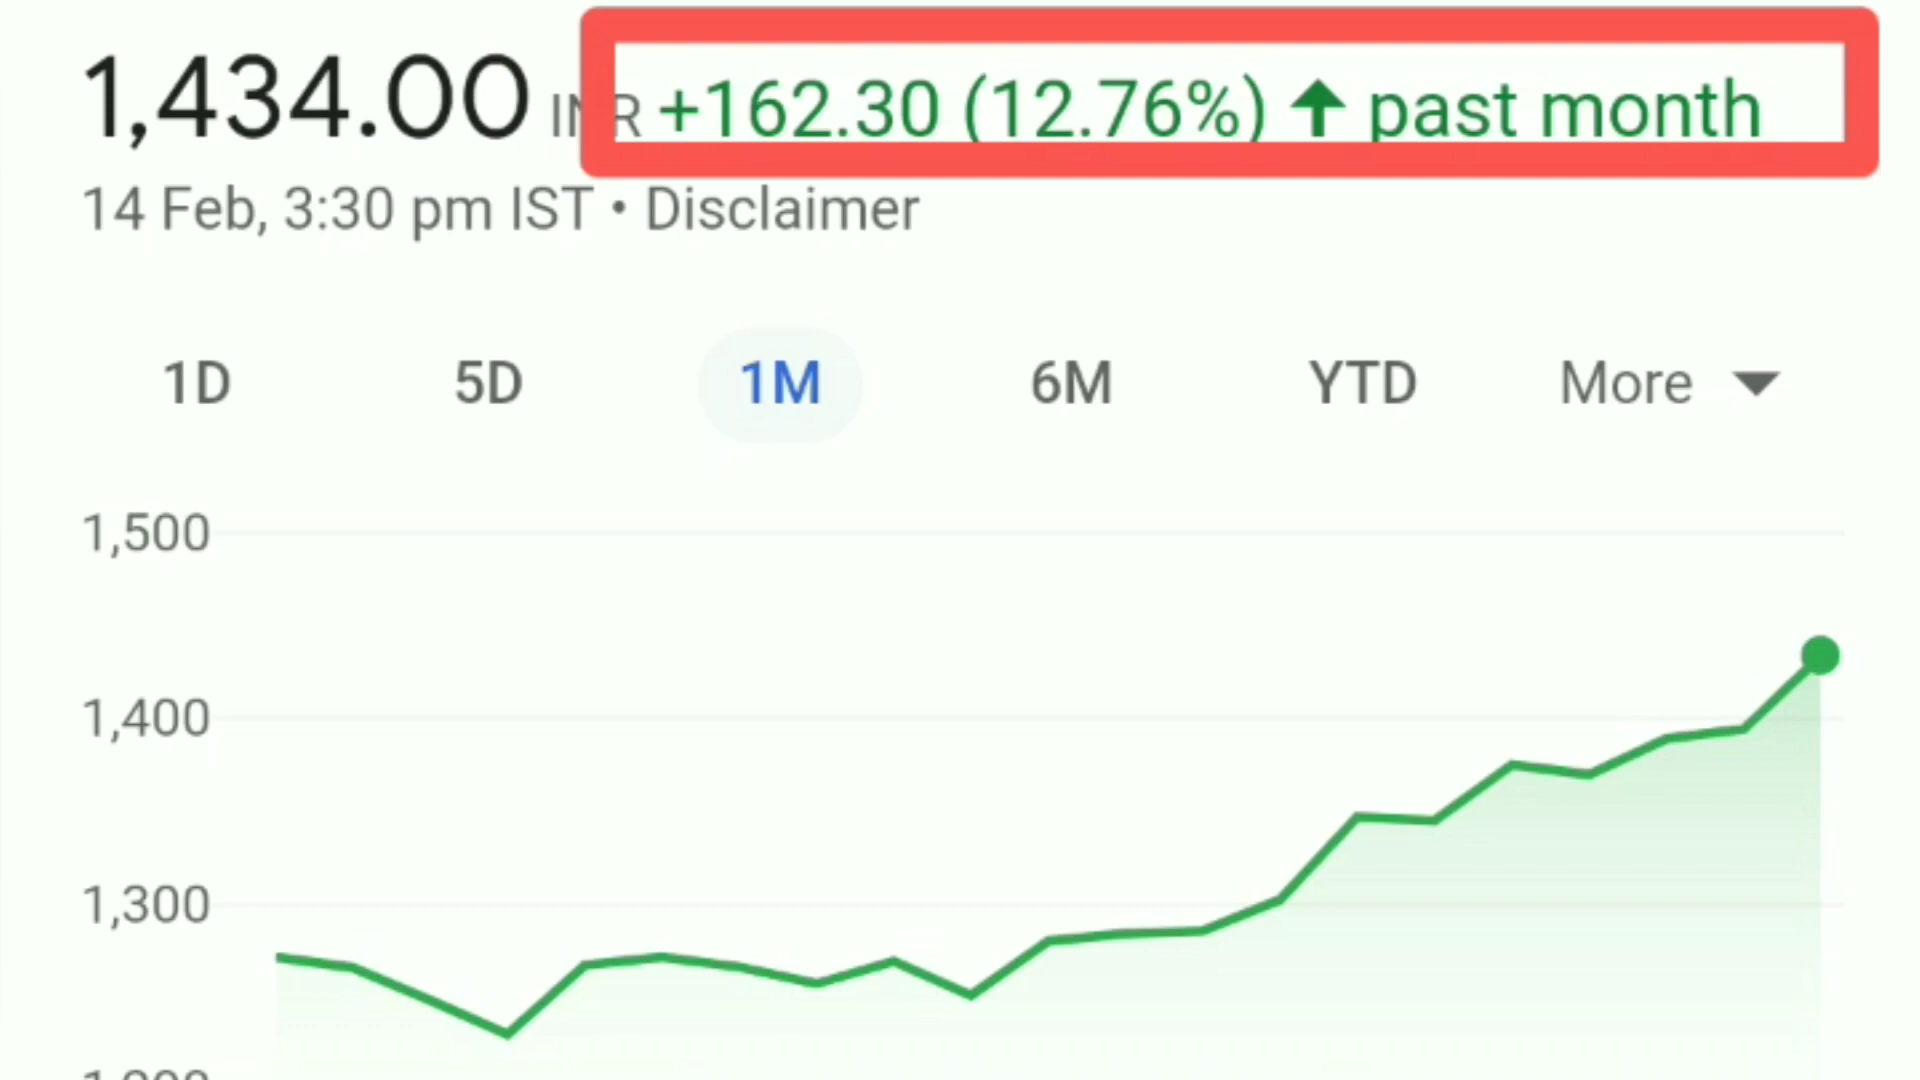 1,434.00 INR +162.30 (12.76%) ↑ past month
14 Feb, 3:30 pm IST • Disclaimer
1D 5D 1M 6M YTD More
1,500
1,400
1,300